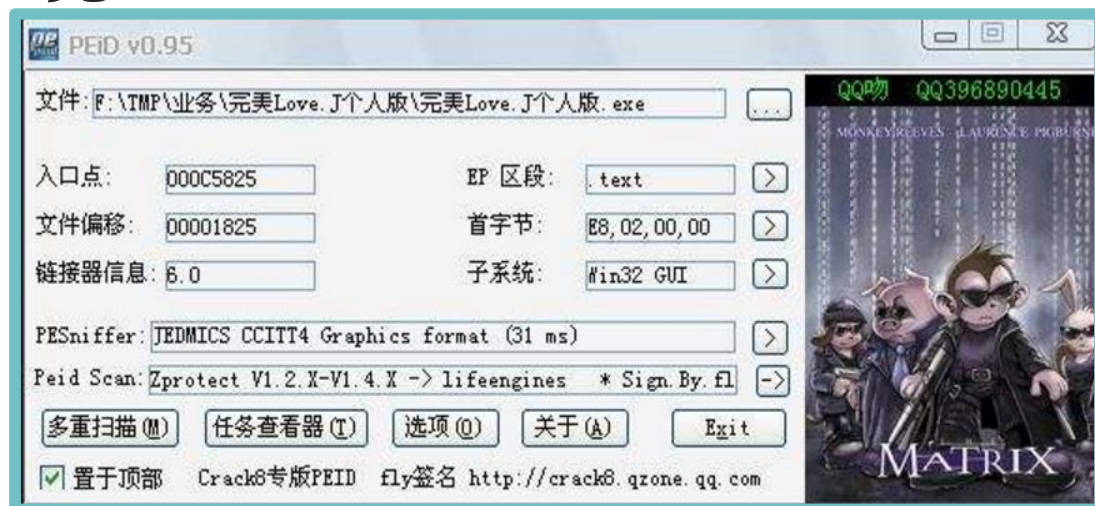 PEiD v0.95
文件: F:\TMP\业务\完美Love.J个人版\完美Love.J个人版.exe ...
QQ吻 QQ396890445
MONKEY REEVES LAURENCE PIGBURNE
入口点: 000C5825 EP 区段: .text >
文件偏移: 00001825 首字节: E8,02,00,00 >
链接器信息: 6.0 子系统: Win32 GUI >
PESniffer: JEDMICS CCITT4 Graphics format (31 ms) >
Peid Scan: Zprotect V1.2.X-V1.4.X -> lifeengines * Sign.By.fl ->
多重扫描(M) 任务查看器(T) 选项(O) 关于(A) Exit
置于顶部 Crack8专版PEID fly签名 http://crack8.qzone.qq.com
MATRIX